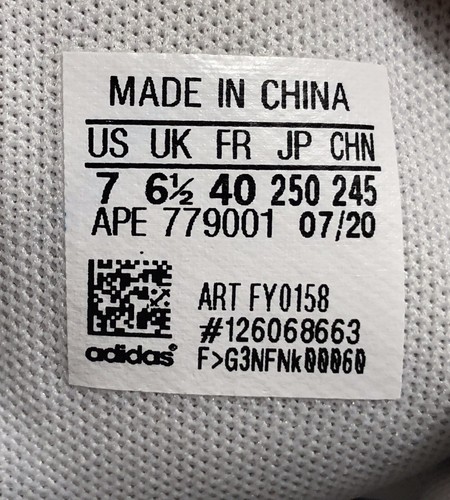 MADE IN CHINA
US UK FR JP CHN
7 6½ 40 250 245
APE 779001 07/20
ART FY0158
#126068663
adidas F>G3NFNk00060